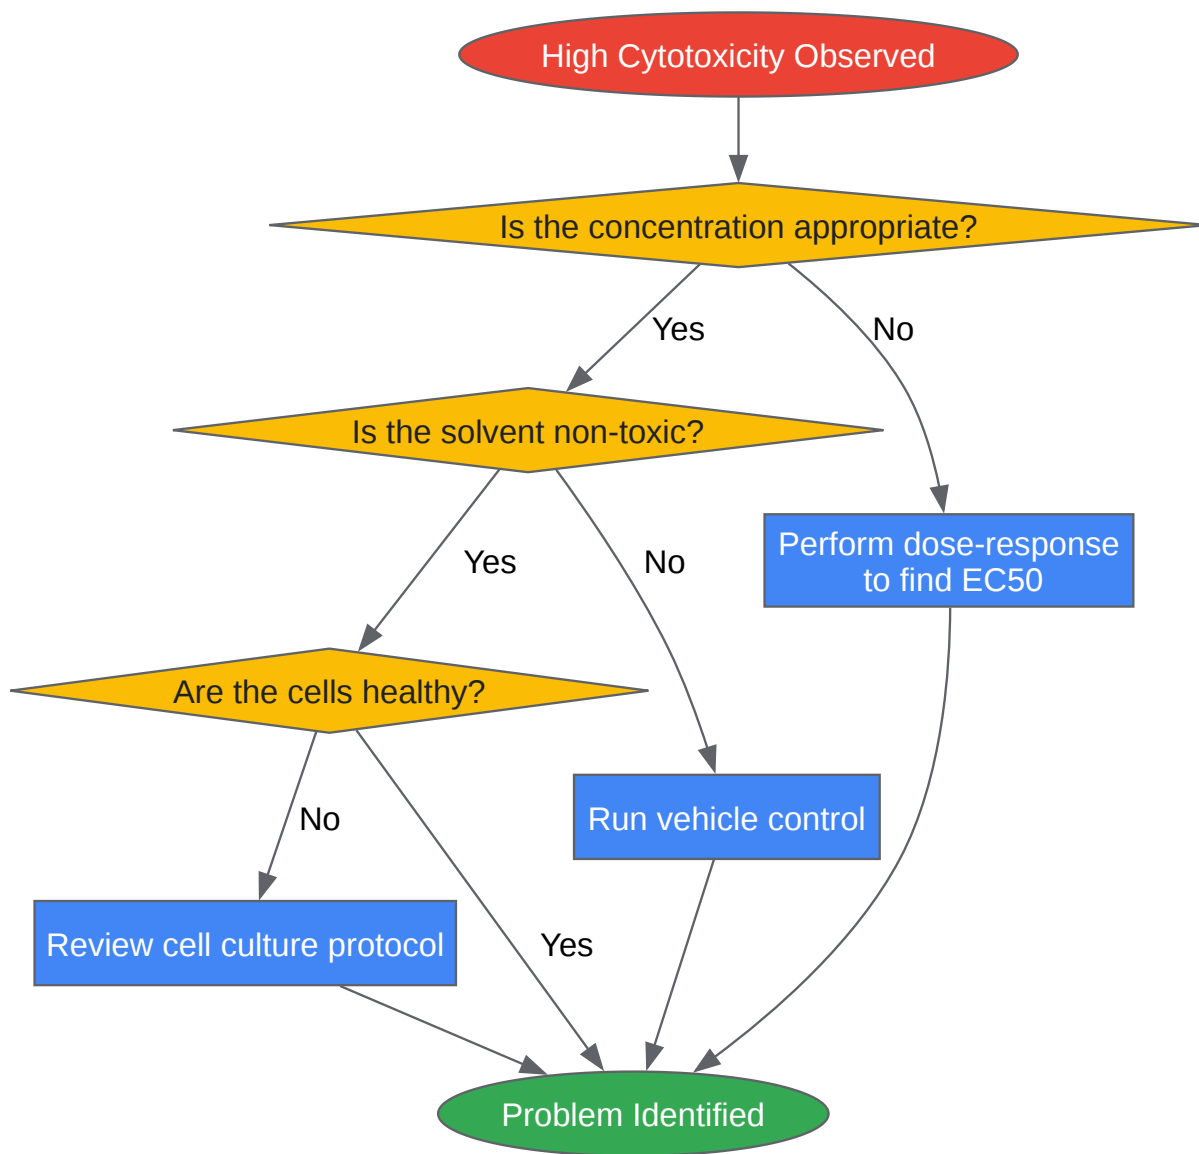 High Cytotoxicity Observed
Is the concentration appropriate?
Yes
No
Is the solvent non-toxic?
Yes
No
Perform dose-response
to find EC50
Are the cells healthy?
No
Run vehicle control
Review cell culture protocol
Yes
Problem Identified